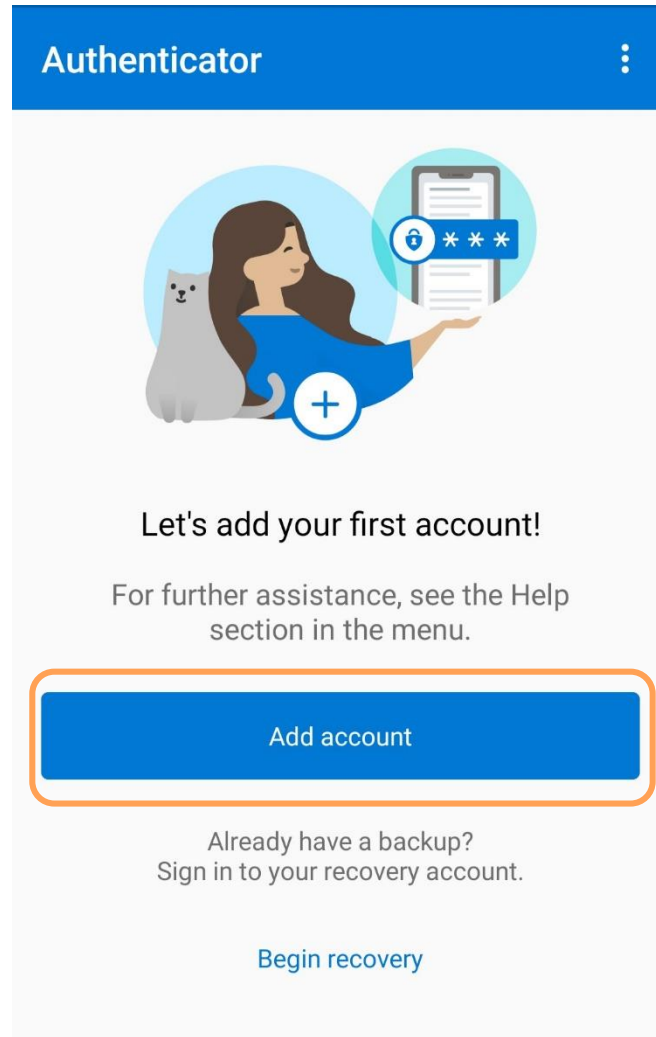 Authenticator
* * *
Let's add your first account!
For further assistance, see the Help
section in the menu.
Add account
Already have a backup?
Sign in to your recovery account.
Begin recovery